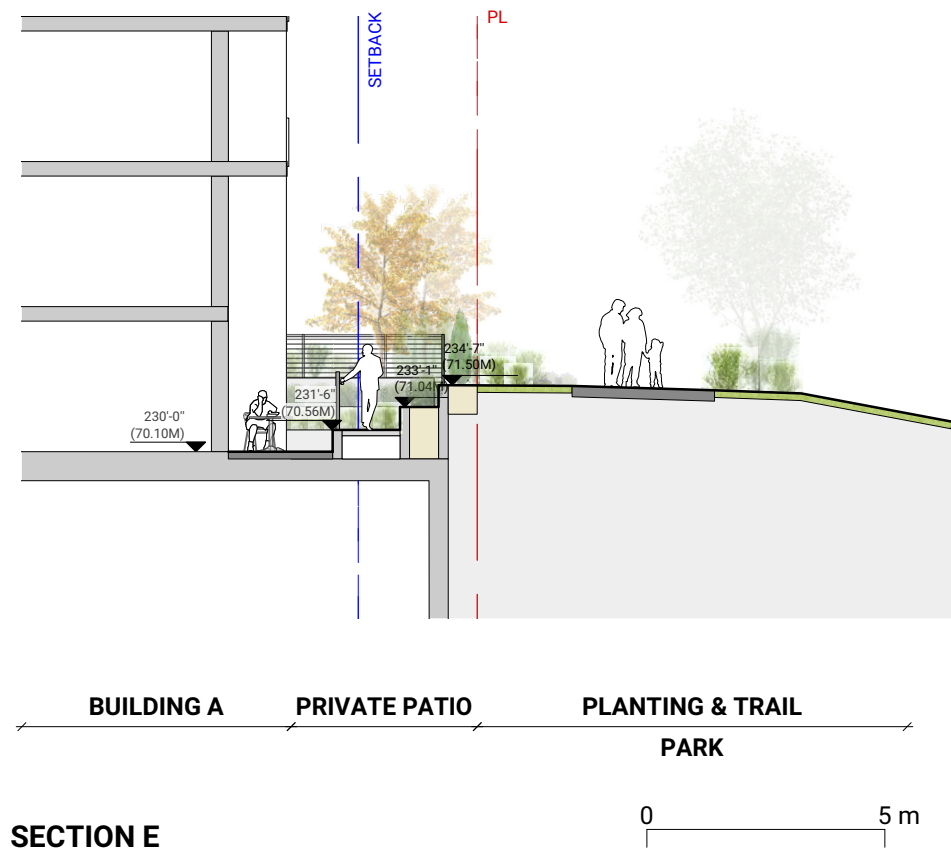 PL
SETBACK
234'-7"
(71.50M)
233'-1"
(71.04M)
231'-6"
(70.56M)
230'-0"
(70.10M)
BUILDING A
PRIVATE PATIO
PLANTING & TRAIL
PARK
0
5 m
SECTION E